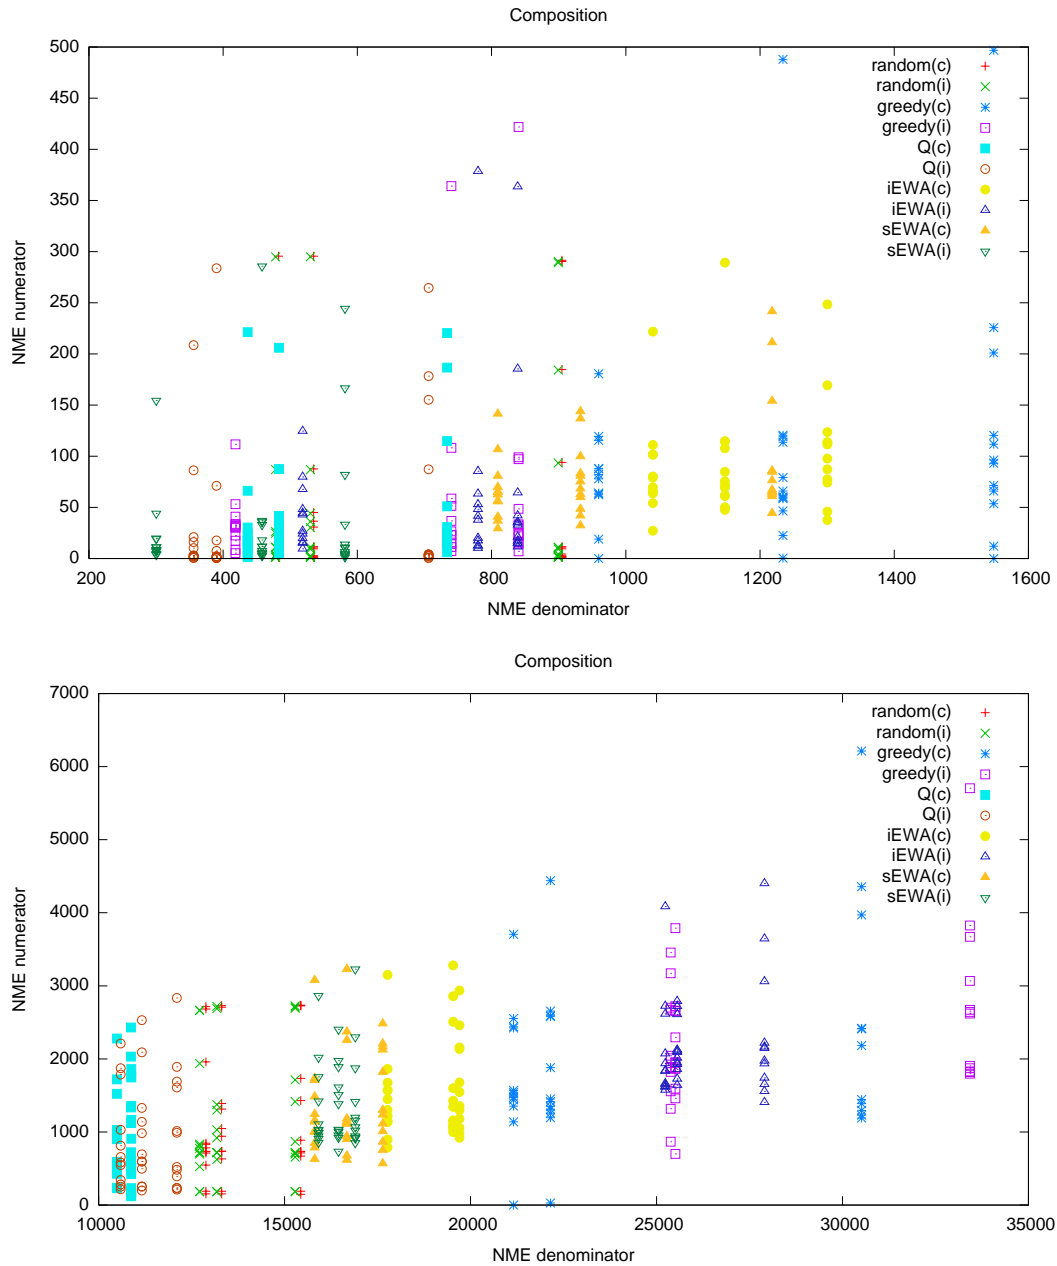 Composition
500
450
400
350
300
250
200
150
100
50
0
NME numerator
200 400 600 800 1000 1200 1400 1600
NME denominator
random(c)
random(i)
greedy(c)
greedy(i)
Q(c)
Q(i)
iEWA(c)
iEWA(i)
sEWA(c)
sEWA(i)
Composition
7000
6000
5000
4000
3000
2000
1000
0
NME numerator
10000 15000 20000 25000 30000 35000
NME denominator
random(c)
random(i)
greedy(c)
greedy(i)
Q(c)
Q(i)
iEWA(c)
iEWA(i)
sEWA(c)
sEWA(i)